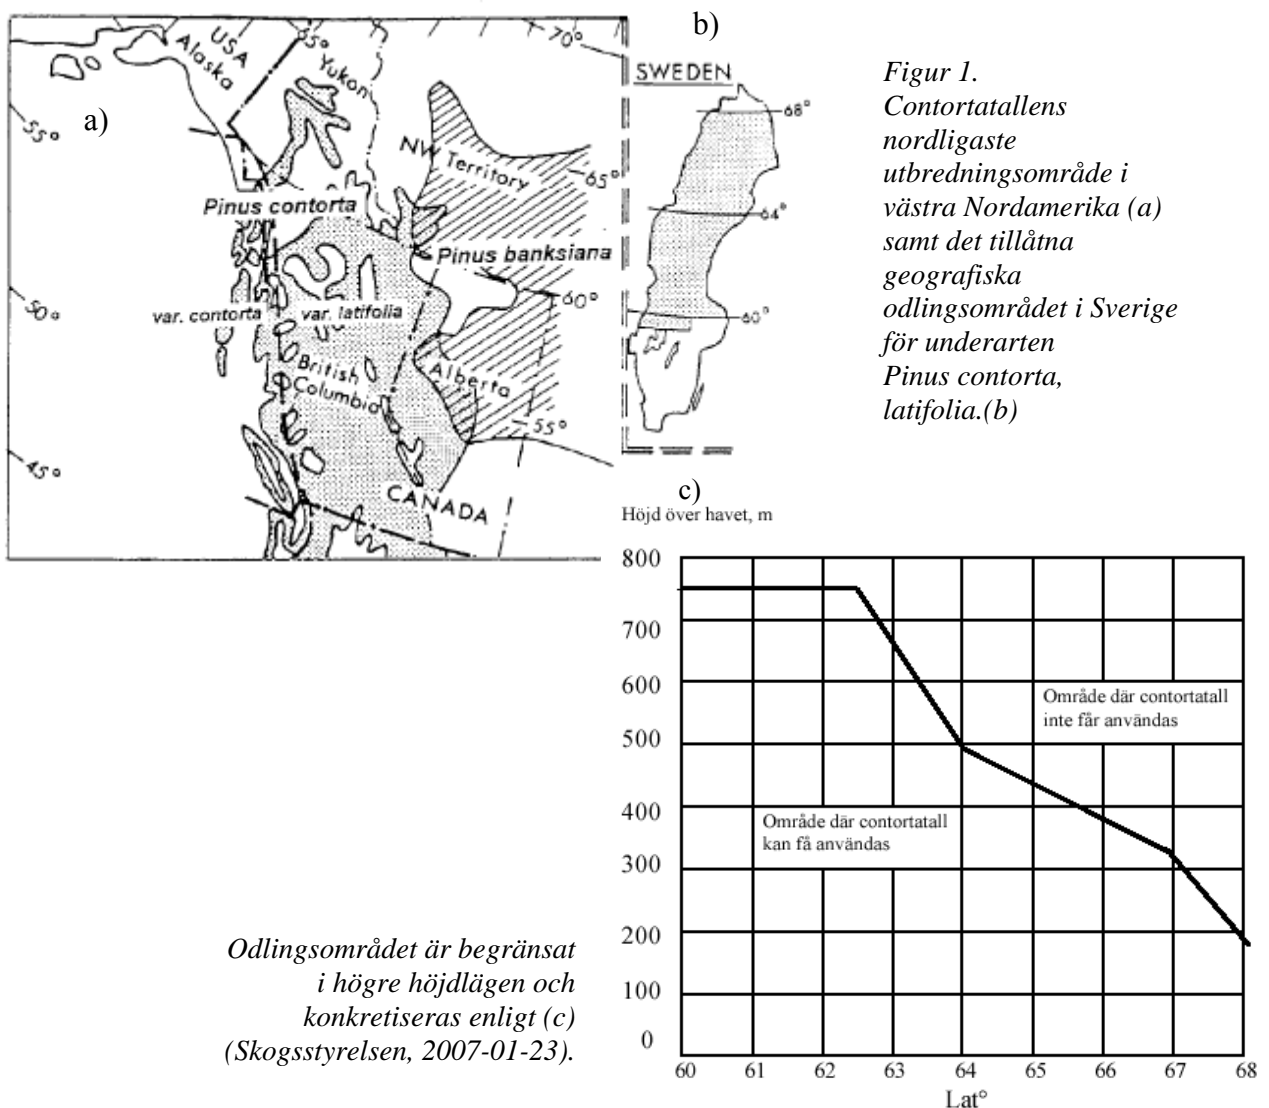 a)
USA
Alaska
Yukon
65°
70°
55°
50°
45°
NW Territory
65°
Pinus contorta
Pinus banksiana
60°
var. contorta
var. latifolia
British
Columbia
Alberta
55°
CANADA
b)
SWEDEN
68°
64°
60°
Figur 1.
Contortatallens
nordligaste
utbredningsområde i
västra Nordamerika (a)
samt det tillåtna
geografiska
odlingsområdet i Sverige
för underarten
Pinus contorta,
latifolia.(b)
c)
Höjd över havet, m
800
700
600
500
400
300
200
100
0
Område där contortatall
inte får användas
Område där contortatall
kan få användas
60 61 62 63 64 65 66 67 68
Lat°
Odlingsområdet är begränsat
i högre höjdlägen och
konkretiseras enligt (c)
(Skogsstyrelsen, 2007-01-23).